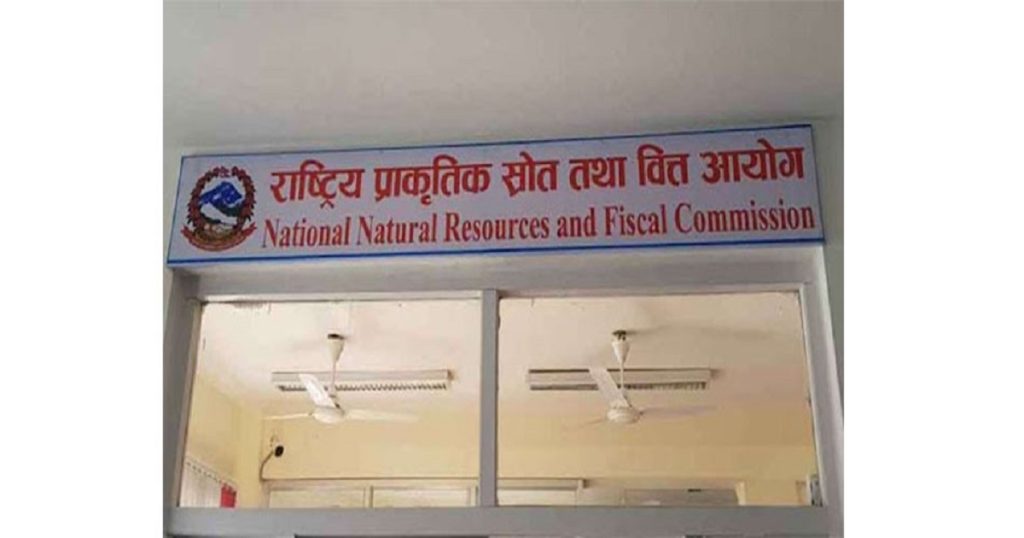 राष्ट्रिय प्राकृतिक स्रोत तथा वित्त आयोग
National Natural Resources and Fiscal Commission